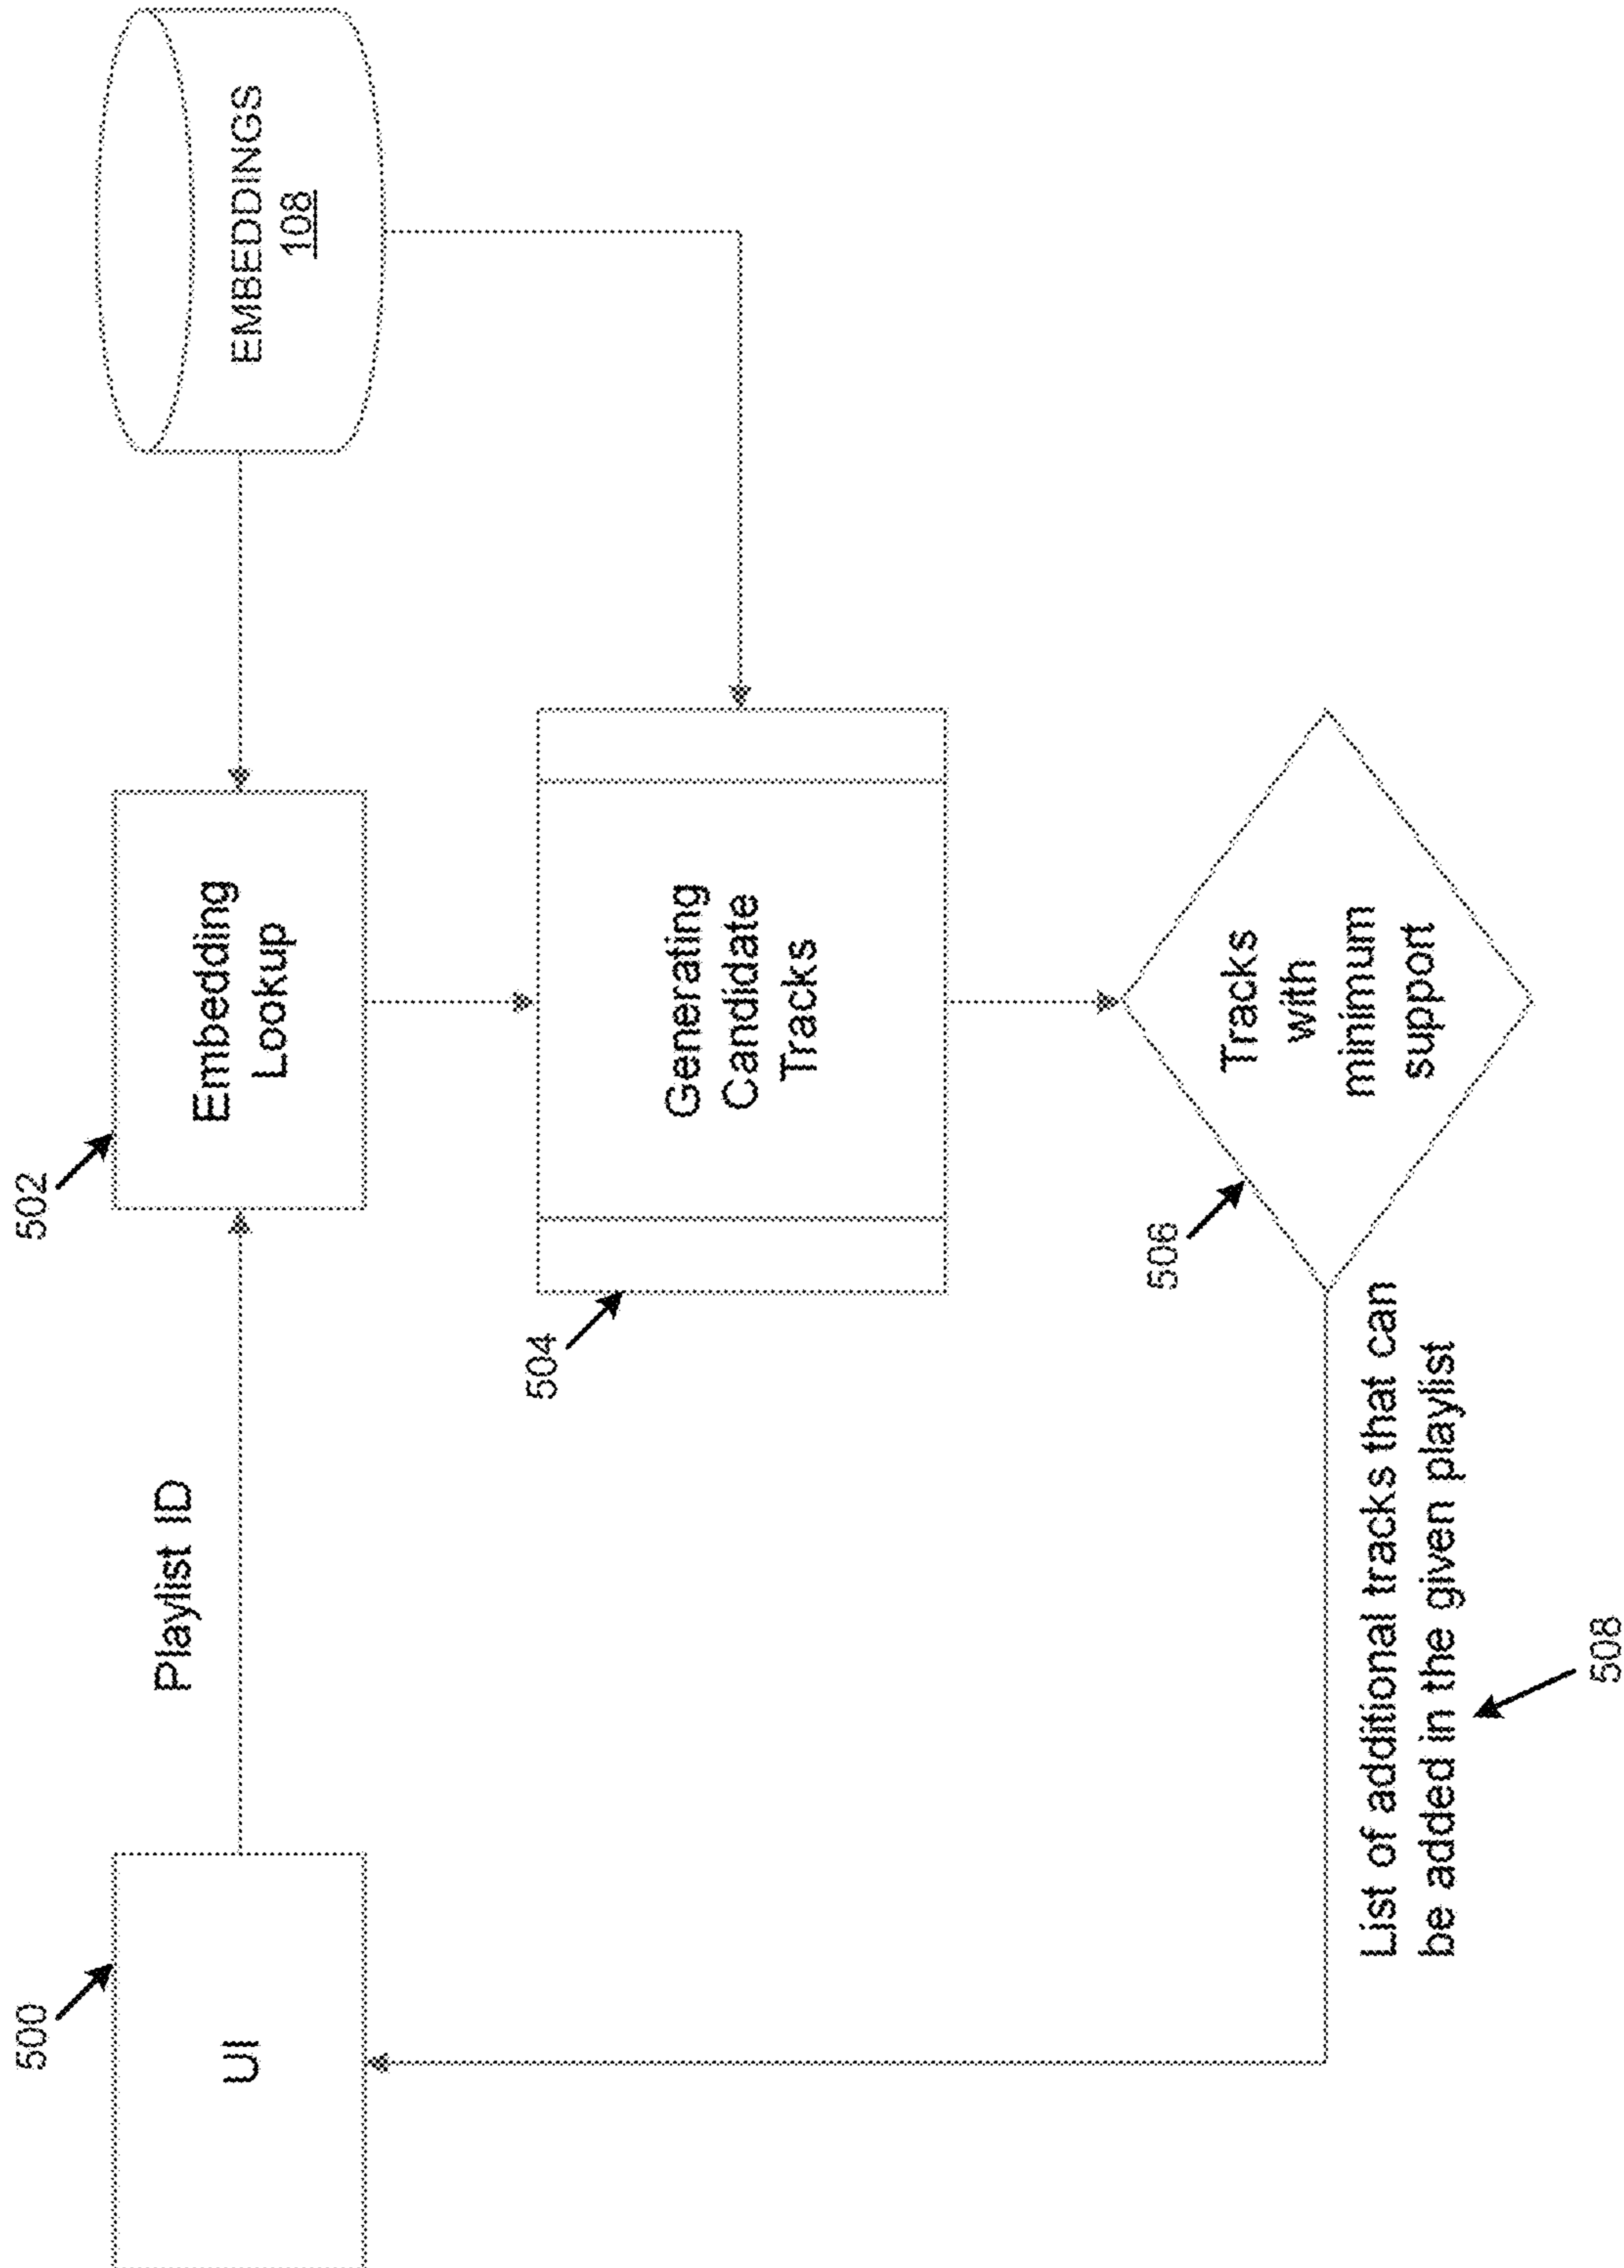 500
UI
Playlist ID
502
Embedding
Lookup
EMBEDDINGS
108
504
Generating
Candidate
Tracks
506
Tracks
with
minimum
support
List of additional tracks that can
be added in the given playlist
508